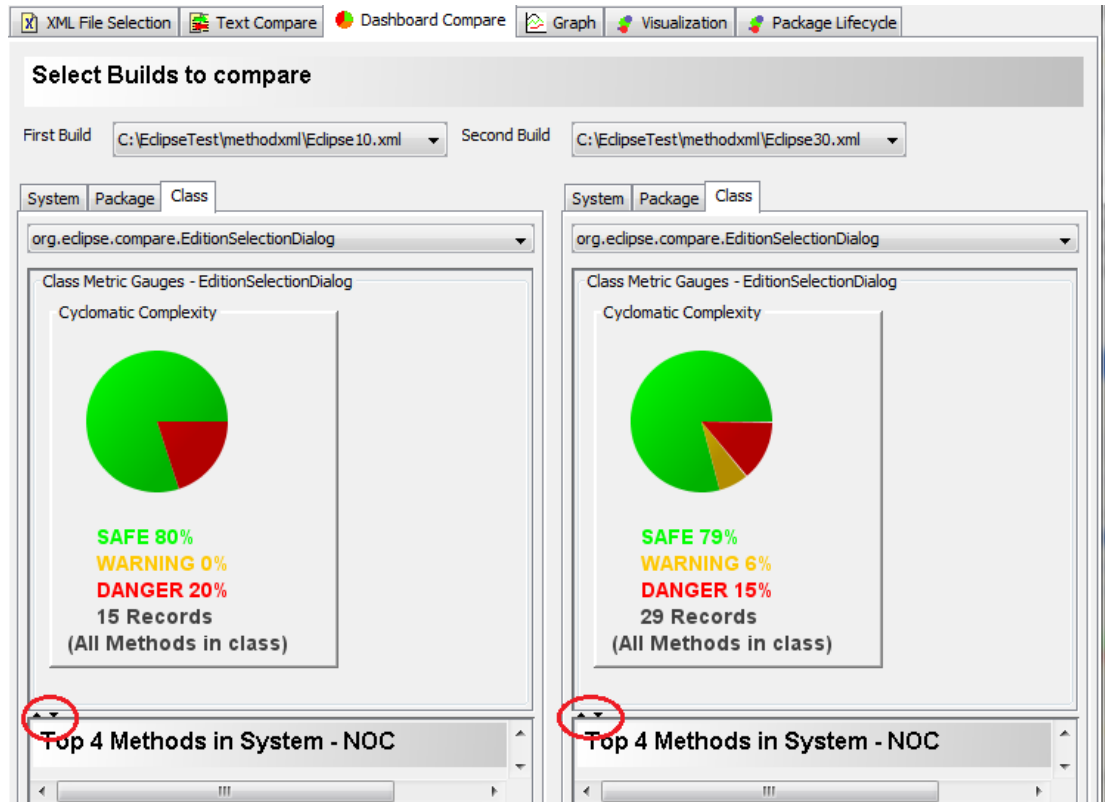 XML File Selection Text Compare Dashboard Compare Graph Visualization Package Lifecycle
Select Builds to compare
First Build C:\EclipseTest\methodxml\Eclipse10.xml Second Build C:\EclipseTest\methodxml\Eclipse30.xml
System Package Class
org.eclipse.compare.EditionSelectionDialog
Class Metric Gauges - EditionSelectionDialog
Cyclomatic Complexity
SAFE 80%
WARNING 0%
DANGER 20%
15 Records
(All Methods in class)
Top 4 Methods in System - NOC
System Package Class
org.eclipse.compare.EditionSelectionDialog
Class Metric Gauges - EditionSelectionDialog
Cyclomatic Complexity
SAFE 79%
WARNING 6%
DANGER 15%
29 Records
(All Methods in class)
Top 4 Methods in System - NOC